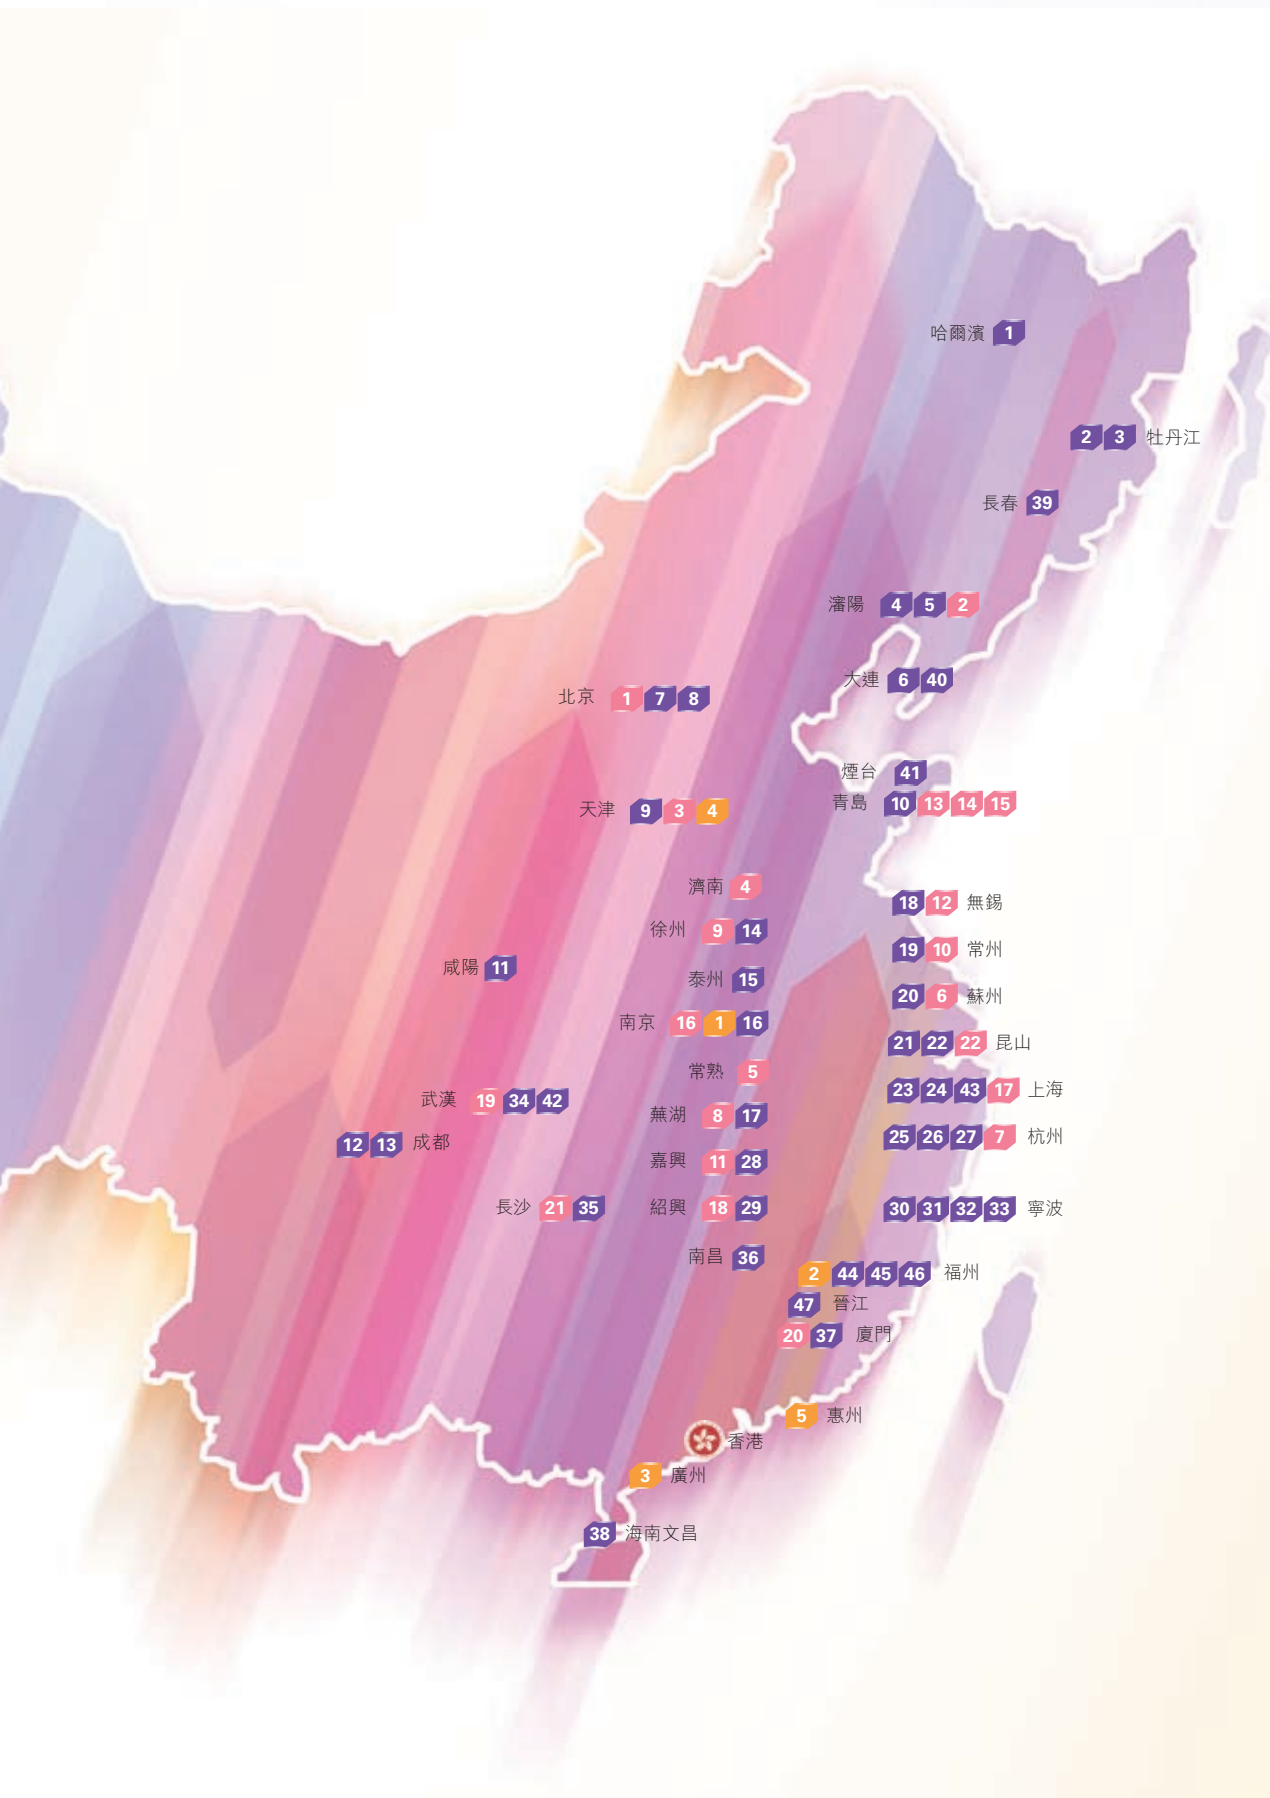 哈爾濱 1
2 3 牡丹江
長春 39
瀋陽 4 5 2
大連 6 40
北京 1 7 8
煙台 41
青島 10 13 14 15
天津 9 3 4
濟南 4
18 12 無錫
徐州 9 14
19 10 常州
咸陽 11
泰州 15
20 6 蘇州
南京 16 1 16
21 22 22 昆山
常熟 5
23 24 43 17 上海
武漢 19 34 42
蕪湖 8 17
25 26 27 7 杭州
12 13 成都
嘉興 11 28
長沙 21 35
紹興 18 29
30 31 32 33 寧波
南昌 36
2 44 45 46 福州
47 晉江
20 37 廈門
5 惠州
香港
3 廣州
38 海南文昌